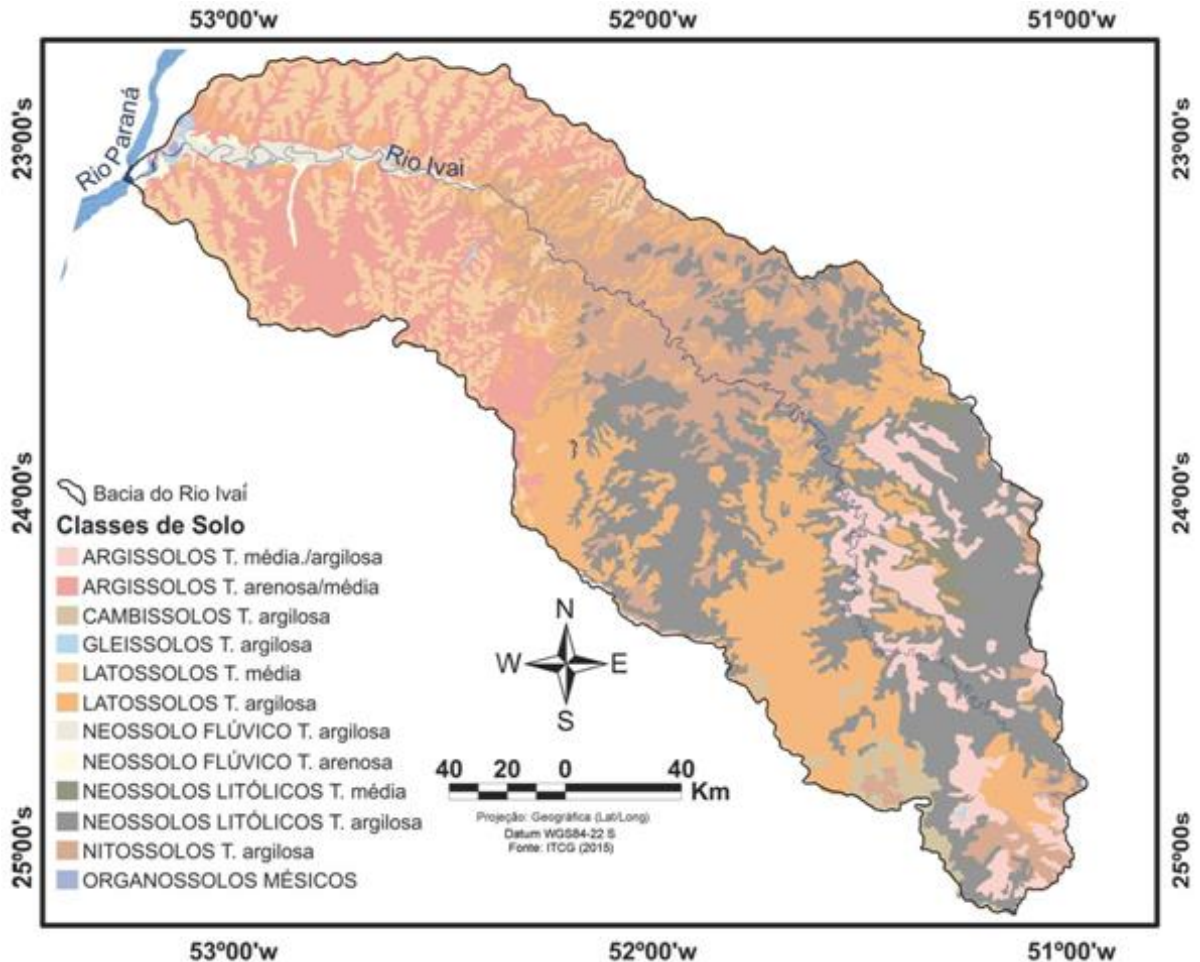 53°00'w 52°00'w 51°00'w
23°00's
23°00's
Rio Paraná
Rio Ivai
24°00's
24°00's
Bacia do Rio Ivaí
Classes de Solo
ARGISSOLOS T. média./argilosa
ARGISSOLOS T. arenosa/média
CAMBISSOLOS T. argilosa
GLEISSOLOS T. argilosa
LATOSSOLOS T. média
LATOSSOLOS T. argilosa
NEOSSOLO FLÚVICO T. argilosa
NEOSSOLO FLÚVICO T. arenosa
NEOSSOLOS LITÓLICOS T. média
NEOSSOLOS LITÓLICOS T. argilosa
NITOSSOLOS T. argilosa
ORGANOSSOLOS MÉSICOS
N
W E
S
40 20 0 40
Km
Projeção: Geográfica (Lat/Long)
Datum WGS84-22 S
Fonte: ITCG (2015)
25°00's
25°00's
53°00'w 52°00'w 51°00'w